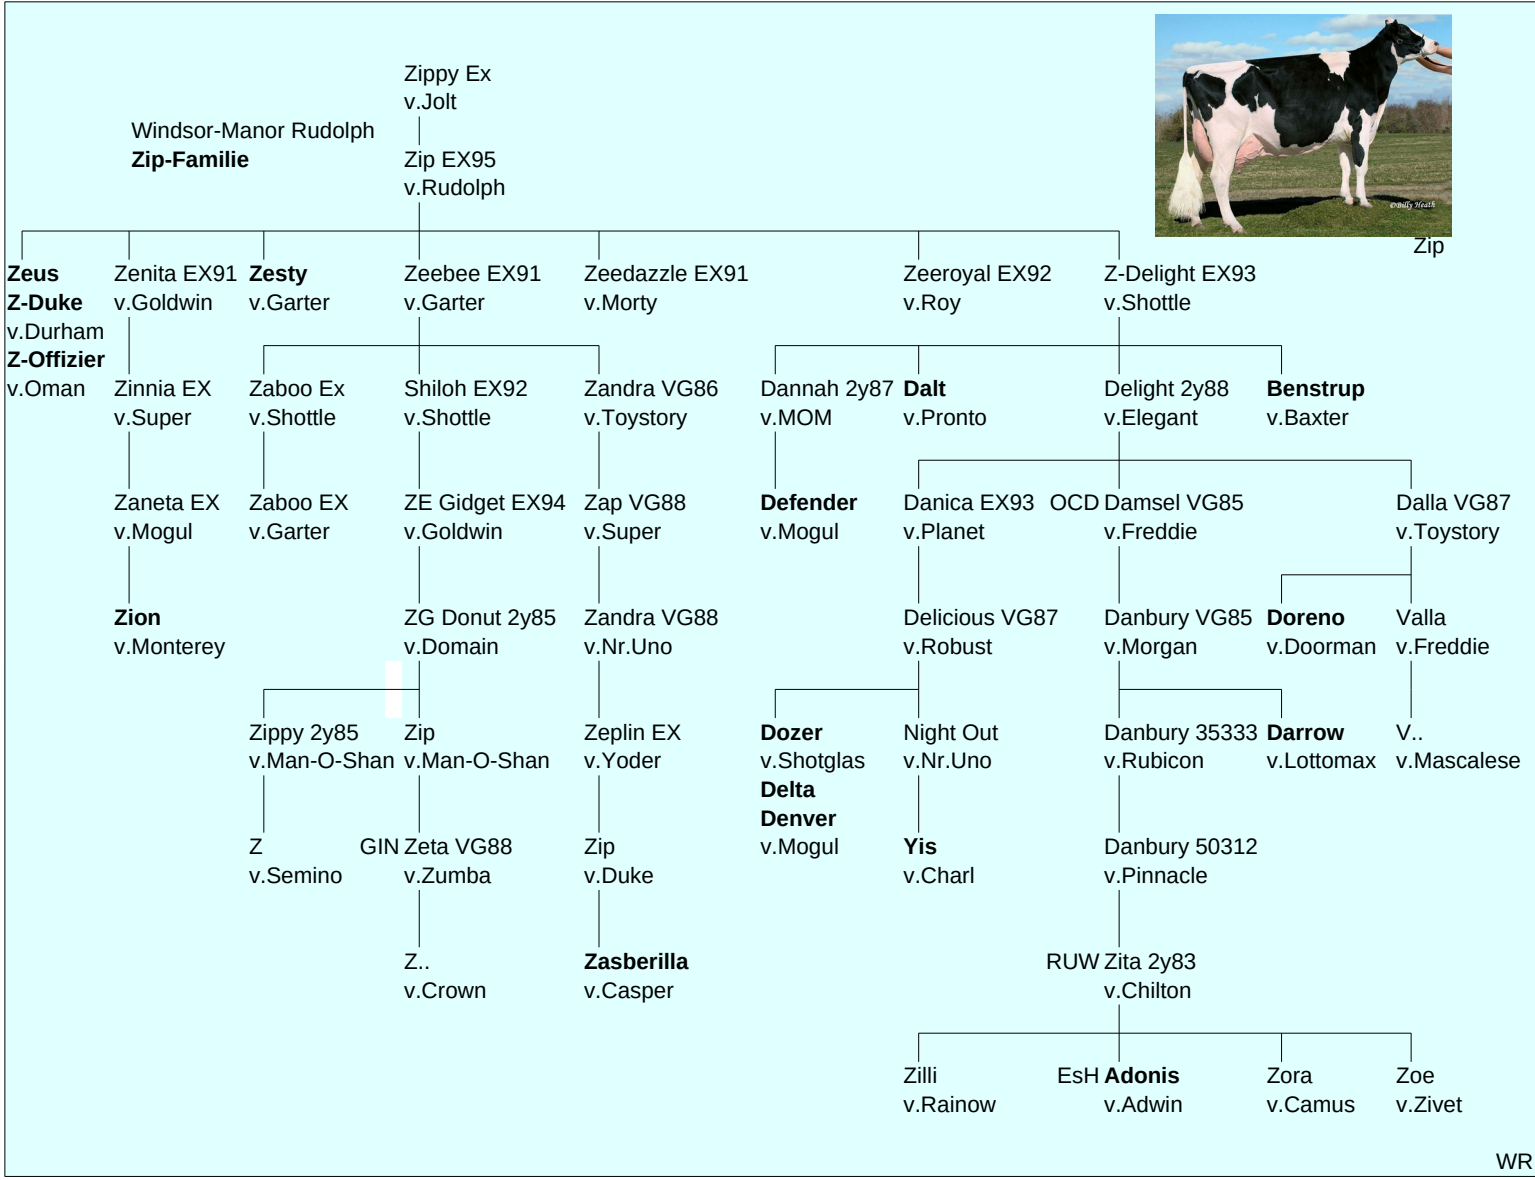 Zippy Ex
v.Jolt
Windsor-Manor Rudolph
Zip-Familie
Zip EX95
v.Rudolph
©Billy Heath
Zip
Zeus
Z-Duke
v.Durham
Z-Offizier
v.Oman
Zenita EX91
v.Goldwin
Zesty
v.Garter
Zeebee EX91
v.Garter
Zeedazzle EX91
v.Morty
Zeeroyal EX92
v.Roy
Z-Delight EX93
v.Shottle
Zinnia EX
v.Super
Zaboo Ex
v.Shottle
Shiloh EX92
v.Shottle
Zandra VG86
v.Toystory
Dannah 2y87
v.MOM
Dalt
v.Pronto
Delight 2y88
v.Elegant
Benstrup
v.Baxter
Zaneta EX
v.Mogul
Zaboo EX
v.Garter
ZE Gidget EX94
v.Goldwin
Zap VG88
v.Super
Defender
v.Mogul
Danica EX93
v.Planet
OCD Damsel VG85
v.Freddie
Dalla VG87
v.Toystory
Zion
v.Monterey
ZG Donut 2y85
v.Domain
Zandra VG88
v.Nr.Uno
Delicious VG87
v.Robust
Danbury VG85
v.Morgan
Doreno
v.Doorman
Valla
v.Freddie
Zippy 2y85
v.Man-O-Shan
Zip
v.Man-O-Shan
Zeplin EX
v.Yoder
Dozer
v.Shotglas
Delta
Denver
v.Mogul
Night Out
v.Nr.Uno
Danbury 35333
v.Rubicon
Darrow
v.Lottomax
V..
v.Mascalese
Z
v.Semino
GIN Zeta VG88
v.Zumba
Zip
v.Duke
Yis
v.Charl
Danbury 50312
v.Pinnacle
Z..
v.Crown
Zasberilla
v.Casper
RUW Zita 2y83
v.Chilton
Zilli
v.Rainow
EsH Adonis
v.Adwin
Zora
v.Camus
Zoe
v.Zivet
WR